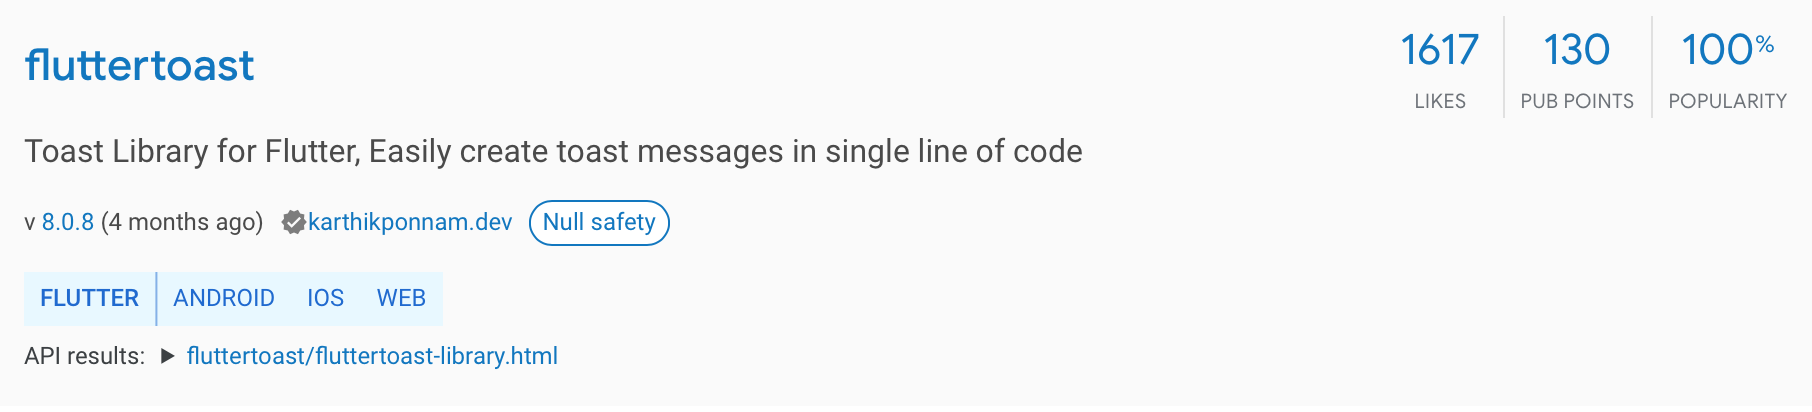 fluttertoast
1617 LIKES
130 PUB POINTS
100% POPULARITY
Toast Library for Flutter, Easily create toast messages in single line of code
v 8.0.8 (4 months ago) karthikponnam.dev Null safety
FLUTTER ANDROID IOS WEB
API results: ▶ fluttertoast/fluttertoast-library.html